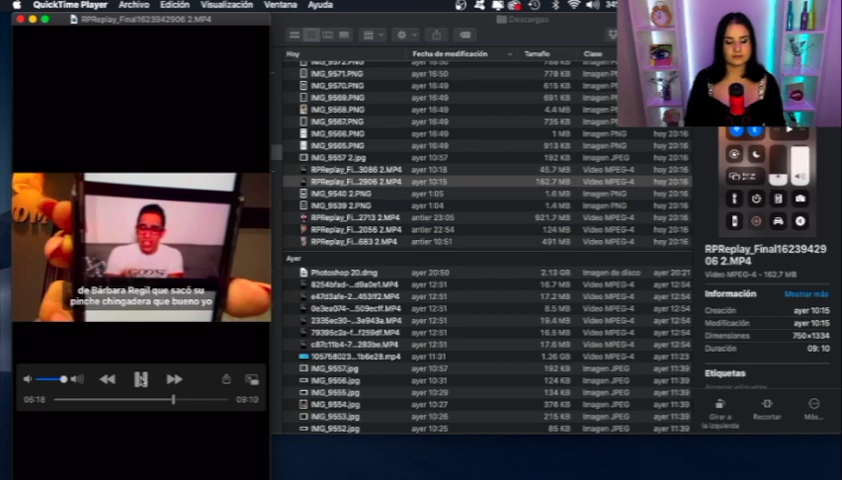 QuickTime Player Archivo Edición Visualización Ventana Ayuda
RPReplay_Final1623942906 2.MP4
Descargas
Hoy Fecha de modificación Tamaño Clase
IMG_9571.PNG ayer 16:50 778 KB Imagen PNG
IMG_9570.PNG ayer 16:50 615 KB Imagen PNG
IMG_9569.PNG ayer 16:49 691 KB Imagen
IMG_9568.PNG ayer 16:49 4.4 MB Imagen
IMG_9567.PNG ayer 16:49 735 KB Imagen
IMG_9566.PNG ayer 16:49 1 MB Imagen PNG hoy 20:16
IMG_9565.PNG ayer 16:49 913 KB Imagen PNG hoy 20:16
IMG_9557 2.jpg ayer 10:57 192 KB Imagen JPEG hoy 20:16
RPReplay_Fi...3086 2.MP4 ayer 10:18 45.7 MB Vídeo MPEG-4 hoy 20:16
RPReplay_Fi...2906 2.MP4 ayer 10:15 162.7 MB Vídeo MPEG-4 hoy 20:16
IMG_9540 2.PNG ayer 1:05 1.6 MB Imagen PNG hoy 20:16
IMG_9539 2.PNG ayer 1:04 1.4 MB Imagen PNG hoy 20:16
RPReplay_Fi...2713 2.MP4 antier 23:05 921.7 MB Vídeo MPEG-4 hoy 20:16
RPReplay_Fi...2056 2.MP4 antier 22:54 124 MB Vídeo MPEG-4 hoy 20:16
RPReplay_Fi...683 2.MP4 antier 10:51 491 MB Vídeo MPEG-4 hoy 20:16
Ayer
Photoshop 20.dmg ayer 20:50 2.13 GB Imagen de disco ayer 20:21
ayer 12:51 16.7 MB Vídeo MPEG-4 ayer 12:54
ayer 12:51 17.2 MB Vídeo MPEG-4 ayer 12:54
ayer 12:51 8.5 MB Vídeo MPEG-4 ayer 12:54
ayer 12:51 19.2 MB Vídeo MPEG-4 ayer 12:54
ayer 12:51 16.5 MB Vídeo MPEG-4 ayer 12:54
ayer 12:51 17.6 MB Vídeo MPEG-4 ayer 12:54
ayer 11:31 1.26 GB Vídeo MPEG-4 ayer 11:23
IMG_9557.jpg ayer 10:57 192 KB Imagen JPEG ayer 11:39
IMG_9556.jpg ayer 10:31 124 KB Imagen JPEG ayer 11:39
IMG_9555.jpg ayer 10:29 134 KB Imagen JPEG ayer 11:39
IMG_9554.jpg ayer 10:27 376 KB Imagen JPEG ayer 11:39
IMG_9553.jpg ayer 10:26 215 KB Imagen JPEG ayer 11:39
IMG_9552.jpg ayer 10:25 85 KB Imagen JPEG ayer 11:39
de Bárbara Regil que sacó su
pinche chingadera que bueno yo
06:18 09:10
RPReplay_Final16239429
06 2.MP4
Vídeo MPEG-4 - 162.7 MB
Información Mostrar más
Creación ayer 10:15
Modificación ayer 10:15
Dimensiones 750×1334
Duración 09:10
Etiquetas
Girar a
la izquierda
Recortar
Más...